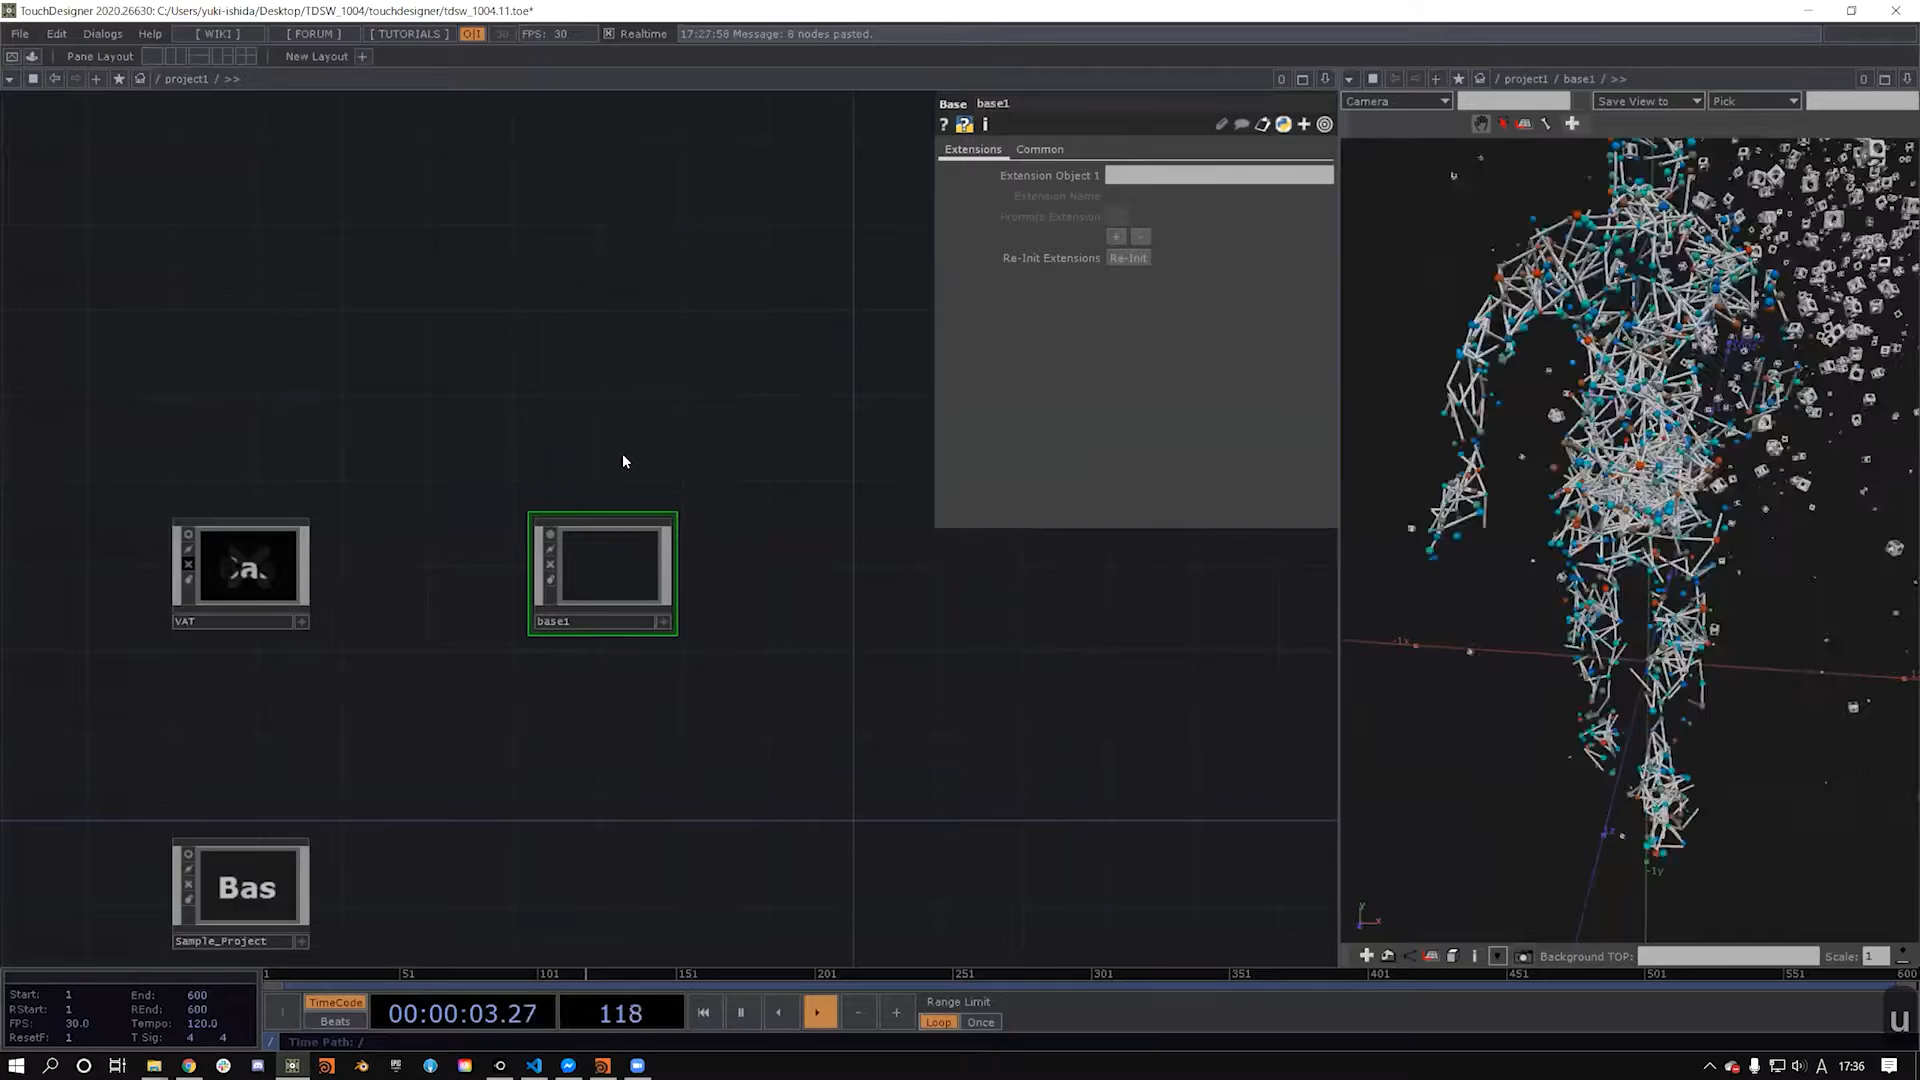 TouchDesigner 2020.26630: C:/Users/yuki-ishida/Desktop/TDSW_1004/touchdesigner/tdsw_1004.11.toe*
File Edit Dialogs Help [ WIKI ] [ FORUM ] [ TUTORIALS ] O|I 30 FPS: 30 Realtime 17:27:58 Message: 8 nodes pasted.
Pane Layout New Layout +
/ project1 / >> 0
/ project1 / base1 / >> 0
Camera Save View to Pick
Base base1
? ? i
Extensions Common
Extension Object 1
Extension Name
Promote Extension
+ -
Re-Init Extensions Re-Init
VAT
base1
Bas
Sample_Project
-1x
-1y
y
x
Background TOP: Scale: 1
1 51 101 151 201 251 301 351 401 451 501 551 600
Start: 1 End: 600
RStart: 1 REnd: 600
FPS: 30.0 Tempo: 120.0
ResetF: 1 T Sig: 4 4
TimeCode
Beats
00:00:03.27 118
Range Limit
Loop Once
/ Time Path: /
u
A 17:36